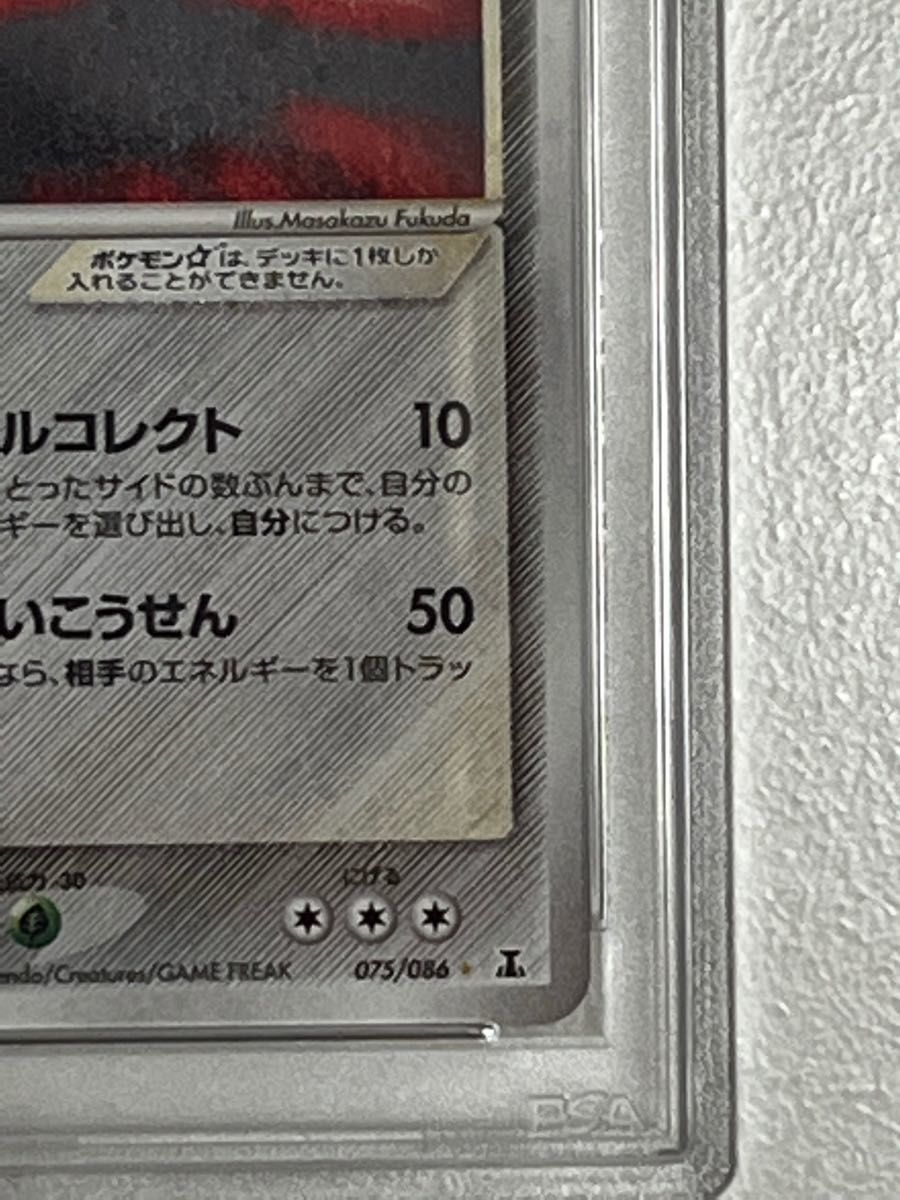 Illus.Masakazu Fukuda
ポケモン☆は、デッキに1枚しか
入れることができません。
ルコレクト 10
とったサイドの数ぶんまで、自分の
ギーを選び出し、自分につける。
いこうせん 50
なら、相手のエネルギーを1個トラッ
-30 にげる
endo/Creatures/GAME FREAK 075/086
PSA